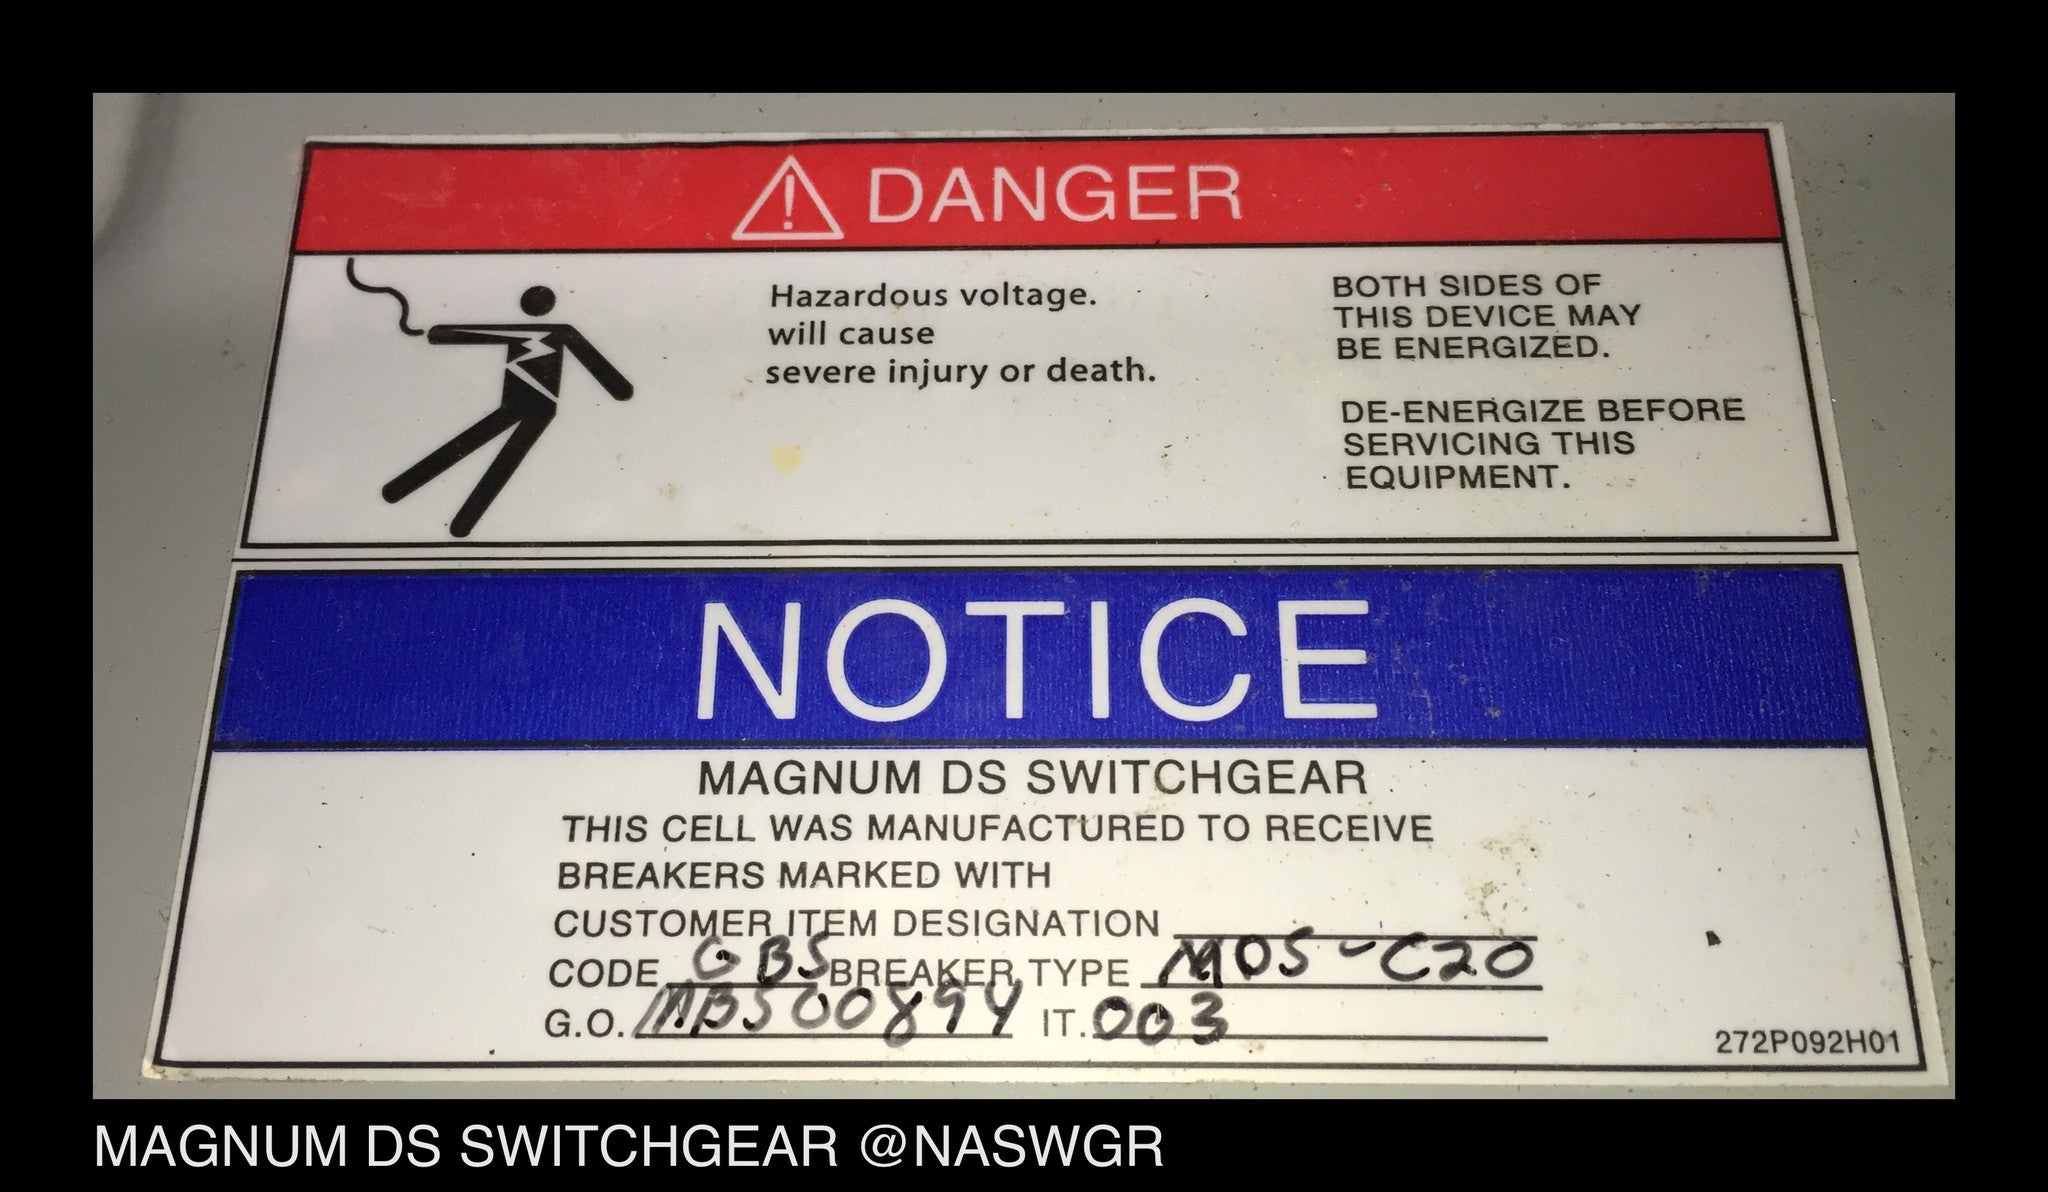 DANGER
Hazardous voltage.
will cause
severe injury or death.
BOTH SIDES OF
THIS DEVICE MAY
BE ENERGIZED.
DE-ENERGIZE BEFORE
SERVICING THIS
EQUIPMENT.
NOTICE
MAGNUM DS SWITCHGEAR
THIS CELL WAS MANUFACTURED TO RECEIVE
BREAKERS MARKED WITH
CUSTOMER ITEM DESIGNATION
CODE GBS BREAKER TYPE MDS-C20
G.O. IT. 003
272P092H01
MAGNUM DS SWITCHGEAR @NASWGR